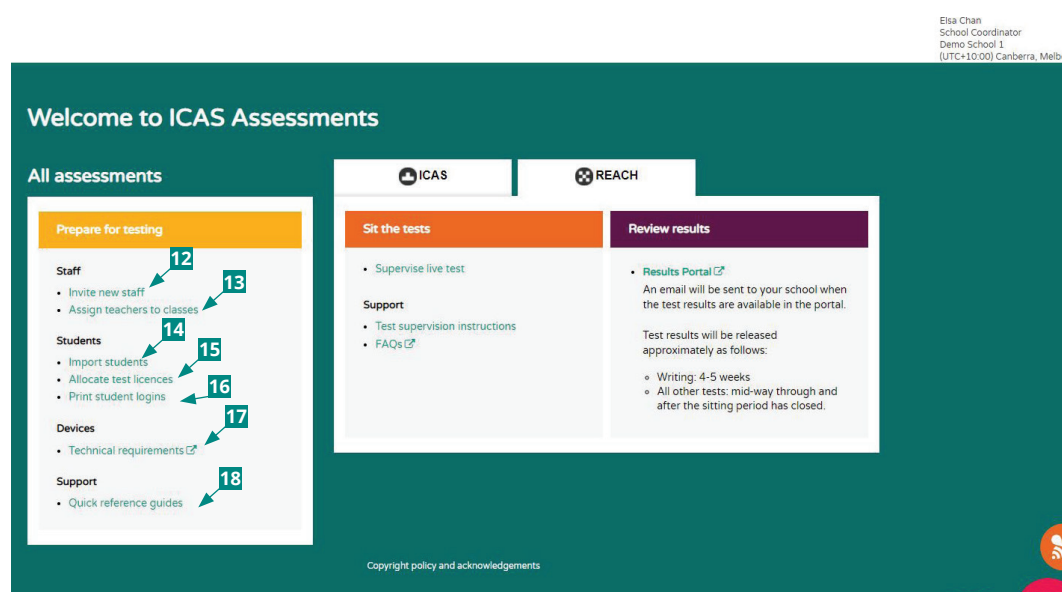 Elsa Chan
School Coordinator
Demo School 1
(UTC+10:00) Canberra, Melb
Welcome to ICAS Assessments
All assessments
ICAS
REACH
Prepare for testing
Staff
12
• Invite new staff
13
• Assign teachers to classes
Students
14
• Import students
15
• Allocate test licences
16
• Print student logins
Devices
17
• Technical requirements
Support
18
• Quick reference guides
Sit the tests
• Supervise live test
Support
• Test supervision instructions
• FAQs
Review results
• Results Portal
An email will be sent to your school when
the test results are available in the portal.
Test results will be released
approximately as follows:
◦ Writing: 4-5 weeks
◦ All other tests: mid-way through and
after the sitting period has closed.
Copyright policy and acknowledgements